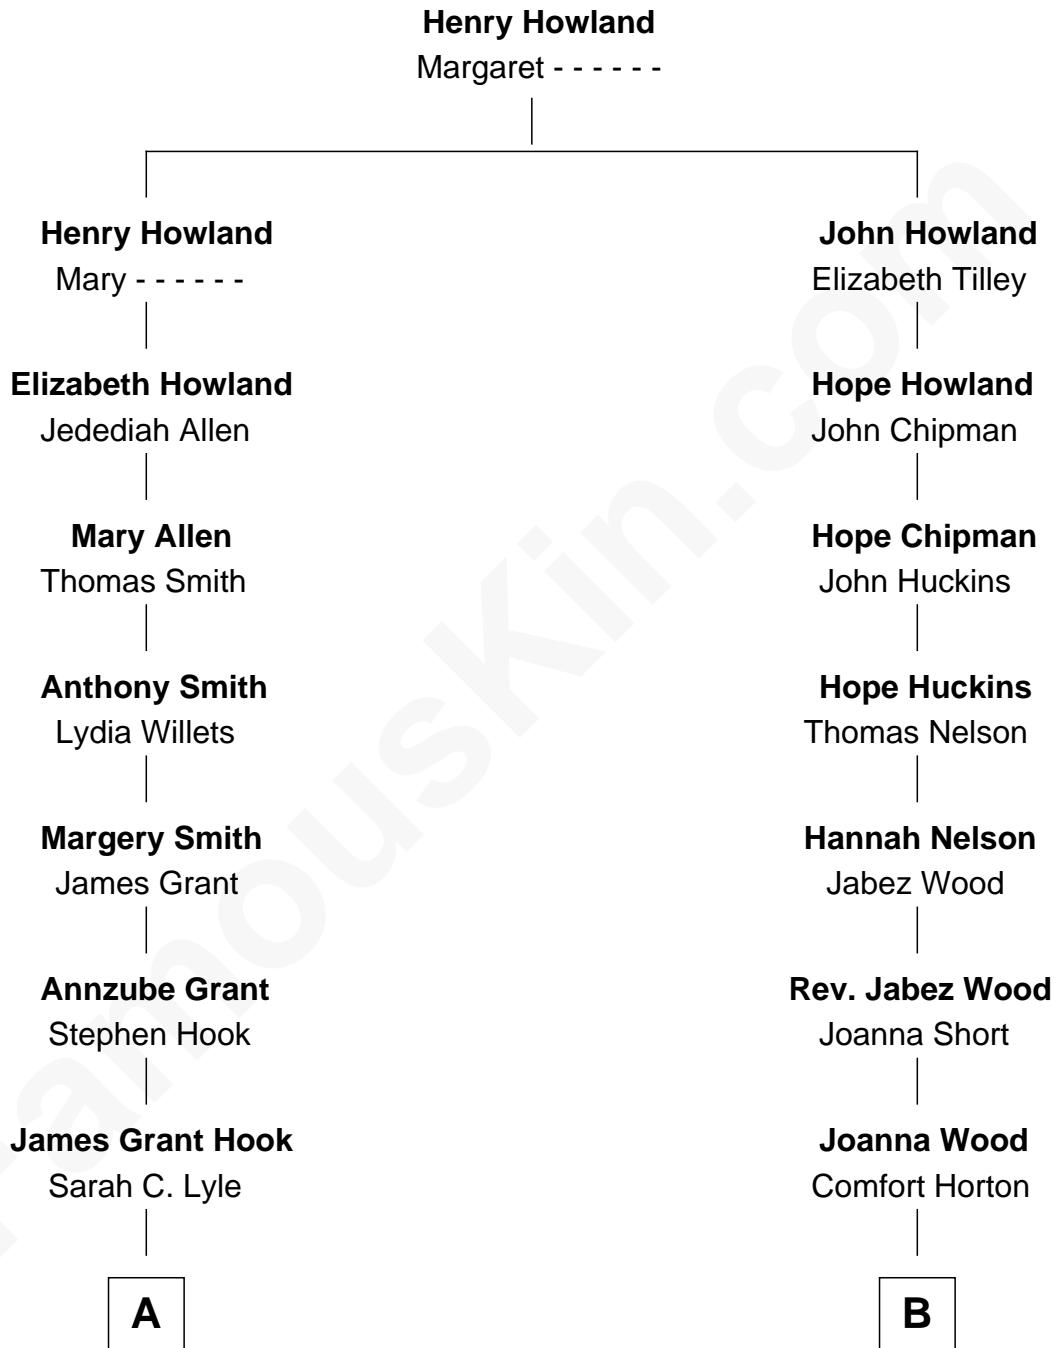 Henry Howland
Margaret - - - - - -
Henry Howland
Mary - - - - - -
John Howland
Elizabeth Tilley
Elizabeth Howland
Jedediah Allen
Hope Howland
John Chipman
Mary Allen
Thomas Smith
Hope Chipman
John Huckins
Anthony Smith
Lydia Willets
Hope Huckins
Thomas Nelson
Margery Smith
James Grant
Hannah Nelson
Jabez Wood
Annzube Grant
Stephen Hook
Rev. Jabez Wood
Joanna Short
James Grant Hook
Sarah C. Lyle
Joanna Wood
Comfort Horton
A
B
FamousKin.com